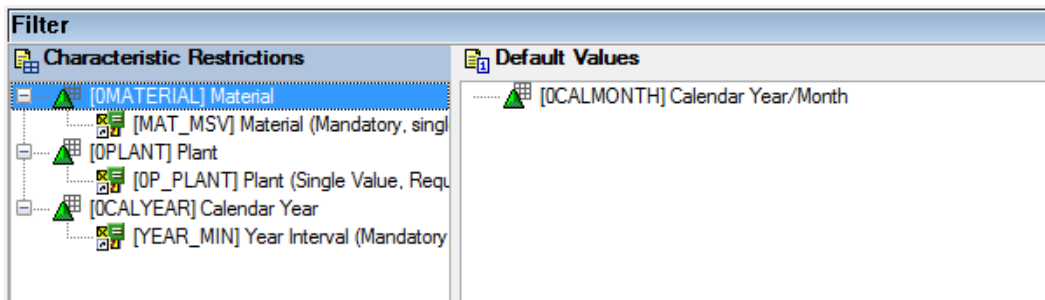 Filter
Characteristic Restrictions
[0MATERIAL] Material
[MAT_MSV] Material (Mandatory, singl
[0PLANT] Plant
[0P_PLANT] Plant (Single Value, Requ
[0CALYEAR] Calendar Year
[YEAR_MIN] Year Interval (Mandatory,
Default Values
[0CALMONTH] Calendar Year/Month